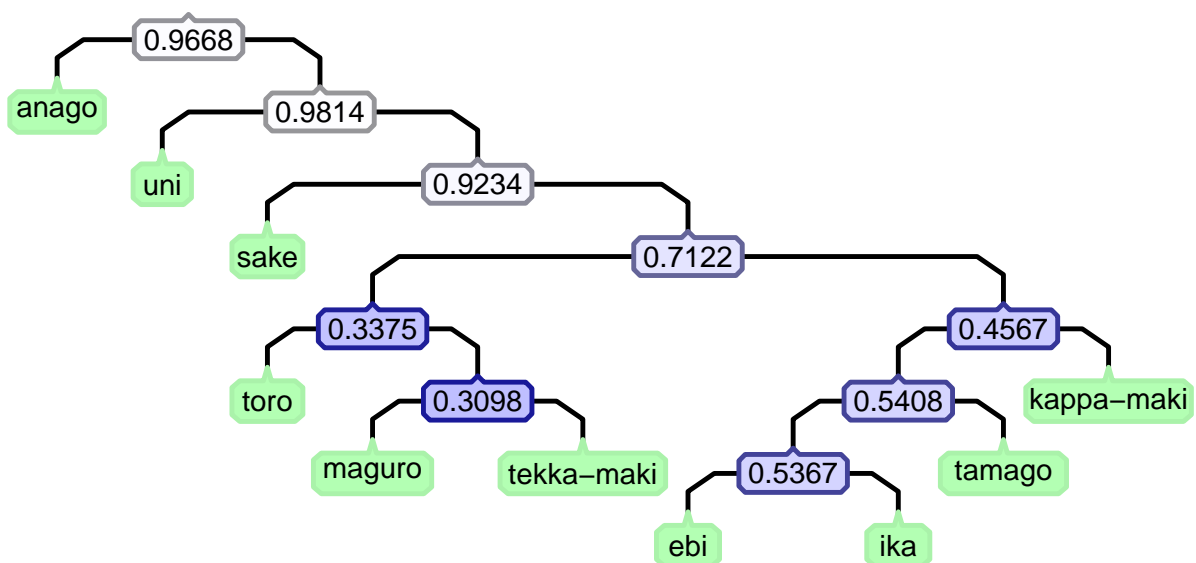 0.9668
anago
0.9814
uni
0.9234
sake
0.7122
0.3375
0.4567
toro
0.3098
0.5408
kappa−maki
maguro
tekka−maki
0.5367
tamago
ebi
ika